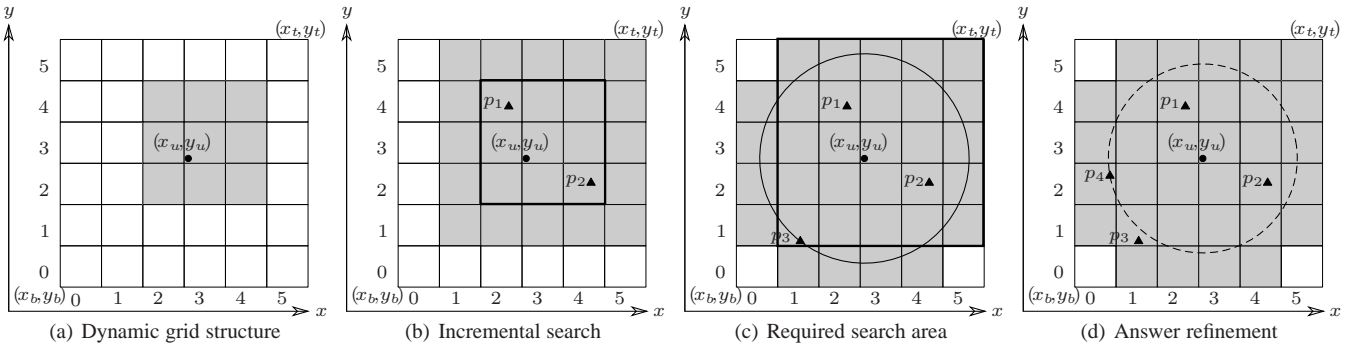 y
(x_t,y_t)
5
4
3
2
1
0
(x_u,y_u)
(x_b,y_b)
0 1 2 3 4 5
x
(a) Dynamic grid structure
y
(x_t,y_t)
5
4
3
2
1
0
p_1
(x_u,y_u)
p_2
(x_b,y_b)
0 1 2 3 4 5
x
(b) Incremental search
y
(x_t,y_t)
5
4
3
2
1
0
p_1
(x_u,y_u)
p_2
p_3
(x_b,y_b)
0 1 2 3 4 5
x
(c) Required search area
y
(x_t,y_t)
5
4
3
2
1
0
p_1
(x_u,y_u)
p_4
p_2
p_3
(x_b,y_b)
0 1 2 3 4 5
x
(d) Answer refinement